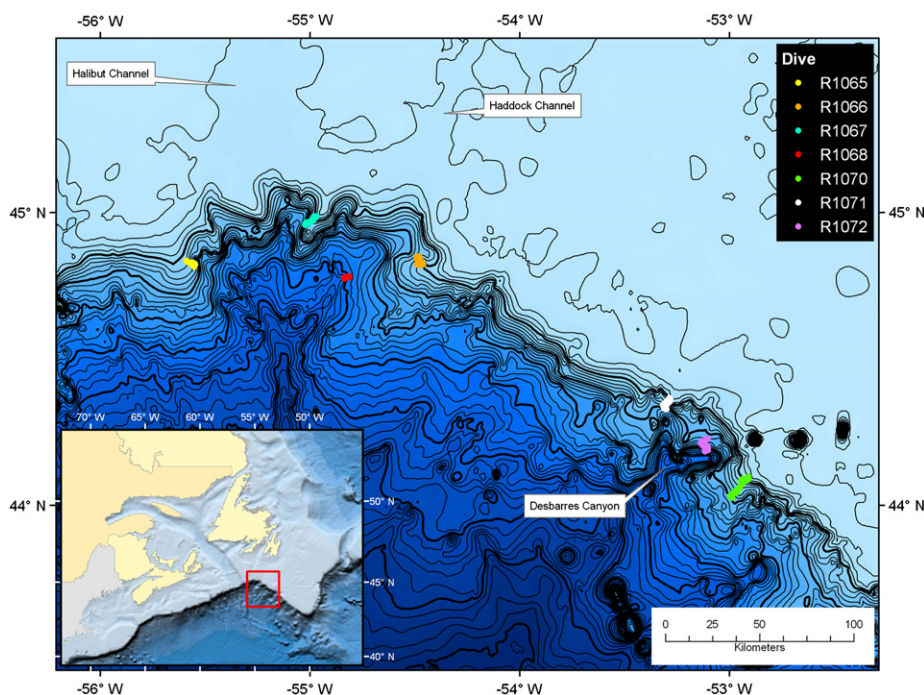 -56° W
-55° W
-54° W
-53° W
Halibut Channel
Haddock Channel
Dive
R1065
R1066
R1067
R1068
R1070
R1071
R1072
45° N
45° N
44° N
44° N
Desbarres Canyon
70° W
65° W
60° W
55° W
50° W
50° N
45° N
40° N
0 25 50 100
Kilometers
-56° W
-55° W
-54° W
-53° W